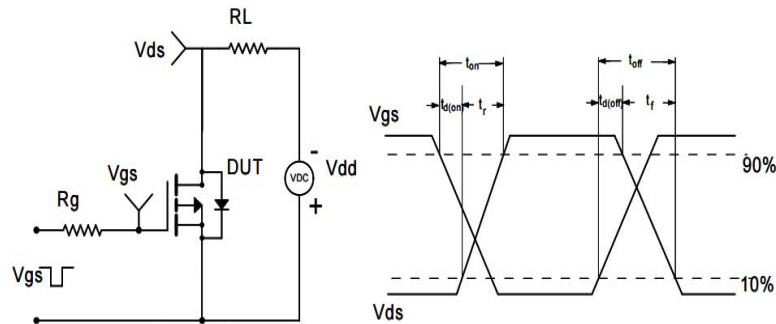 RL
Vds
Vgs
DUT
-
VDC
Vdd
+
Rg
Vgs
ton
toff
td(on)
tr
td(off)
tf
Vgs
90%
10%
Vds